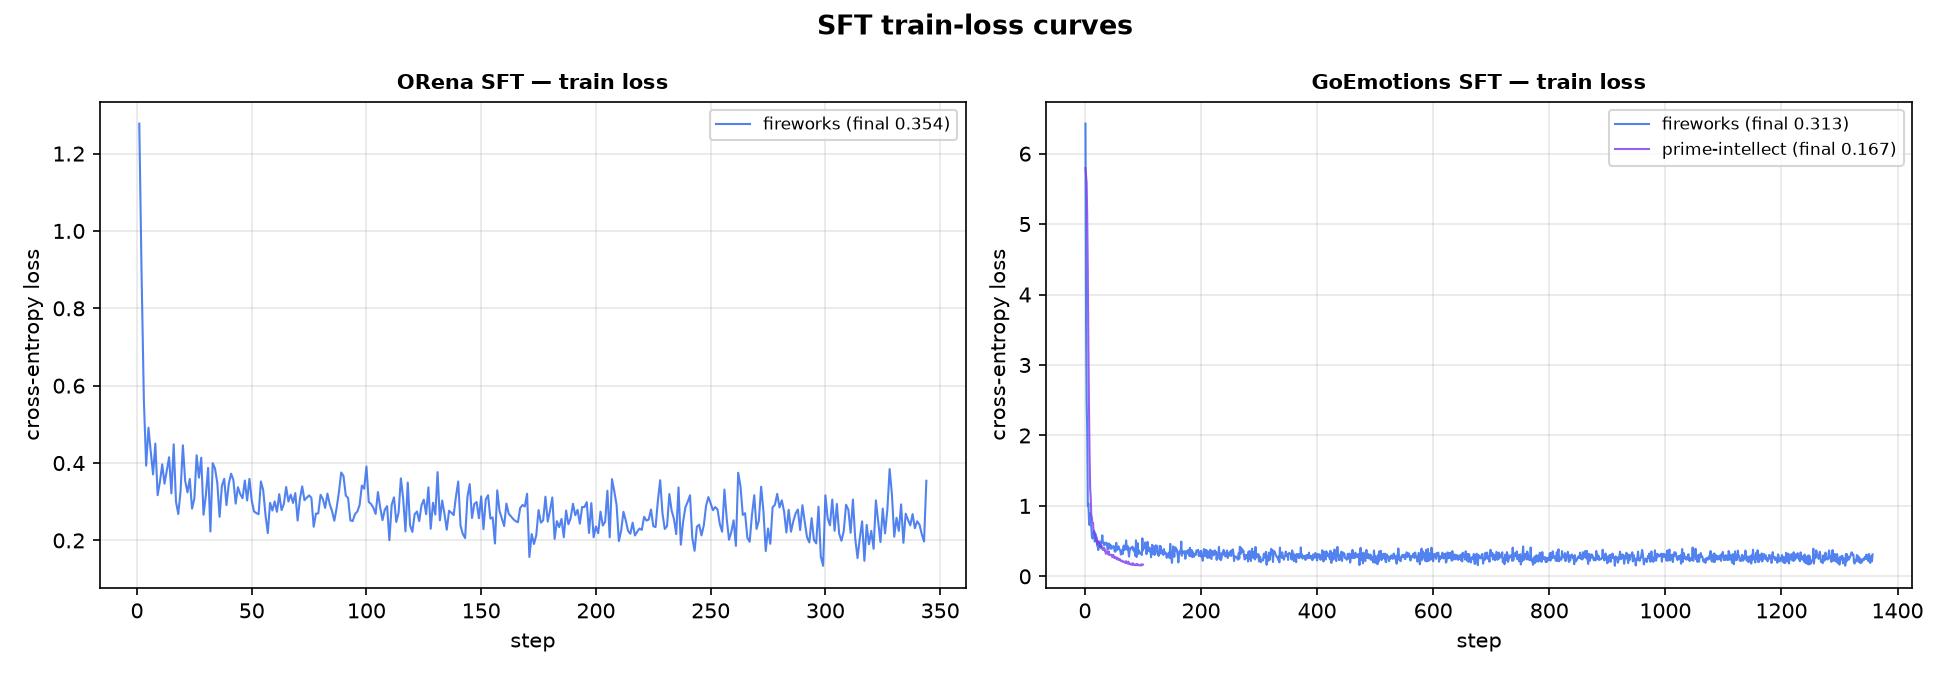 SFT train-loss curves
ORena SFT — train loss
fireworks (final 0.354)
cross-entropy loss
1.2
1.0
0.8
0.6
0.4
0.2
0 50 100 150 200 250 300 350
step
GoEmotions SFT — train loss
fireworks (final 0.313)
prime-intellect (final 0.167)
cross-entropy loss
6
5
4
3
2
1
0
0 200 400 600 800 1000 1200 1400
step